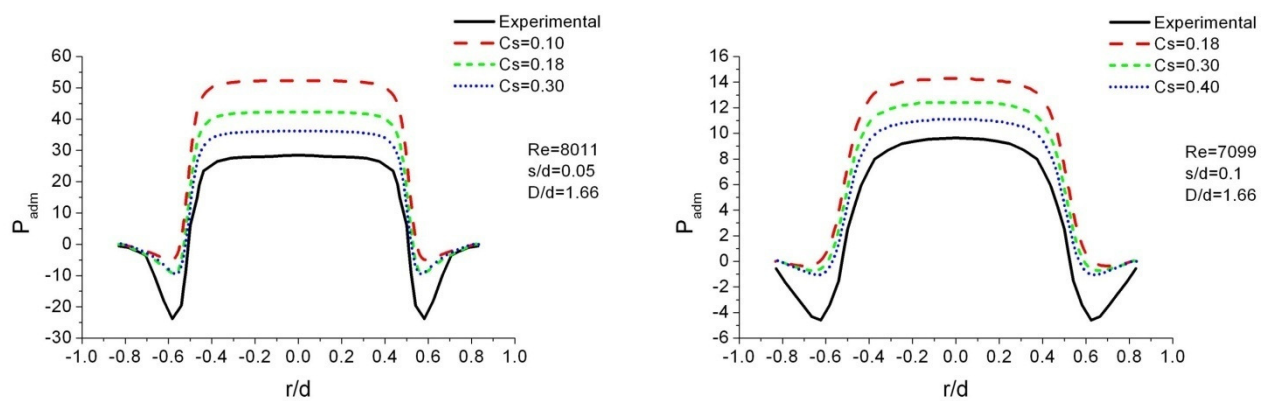 Experimental
Cs=0.10
Cs=0.18
Cs=0.30
60
50
40
30
20
10
0
-10
-20
-30
P_adm
-1.0 -0.8 -0.6 -0.4 -0.2 0.0 0.2 0.4 0.6 0.8 1.0
r/d
Re=8011
s/d=0.05
D/d=1.66
Experimental
Cs=0.18
Cs=0.30
Cs=0.40
16
14
12
10
8
6
4
2
0
-2
-4
-6
P_adm
-1.0 -0.8 -0.6 -0.4 -0.2 0.0 0.2 0.4 0.6 0.8 1.0
r/d
Re=7099
s/d=0.1
D/d=1.66